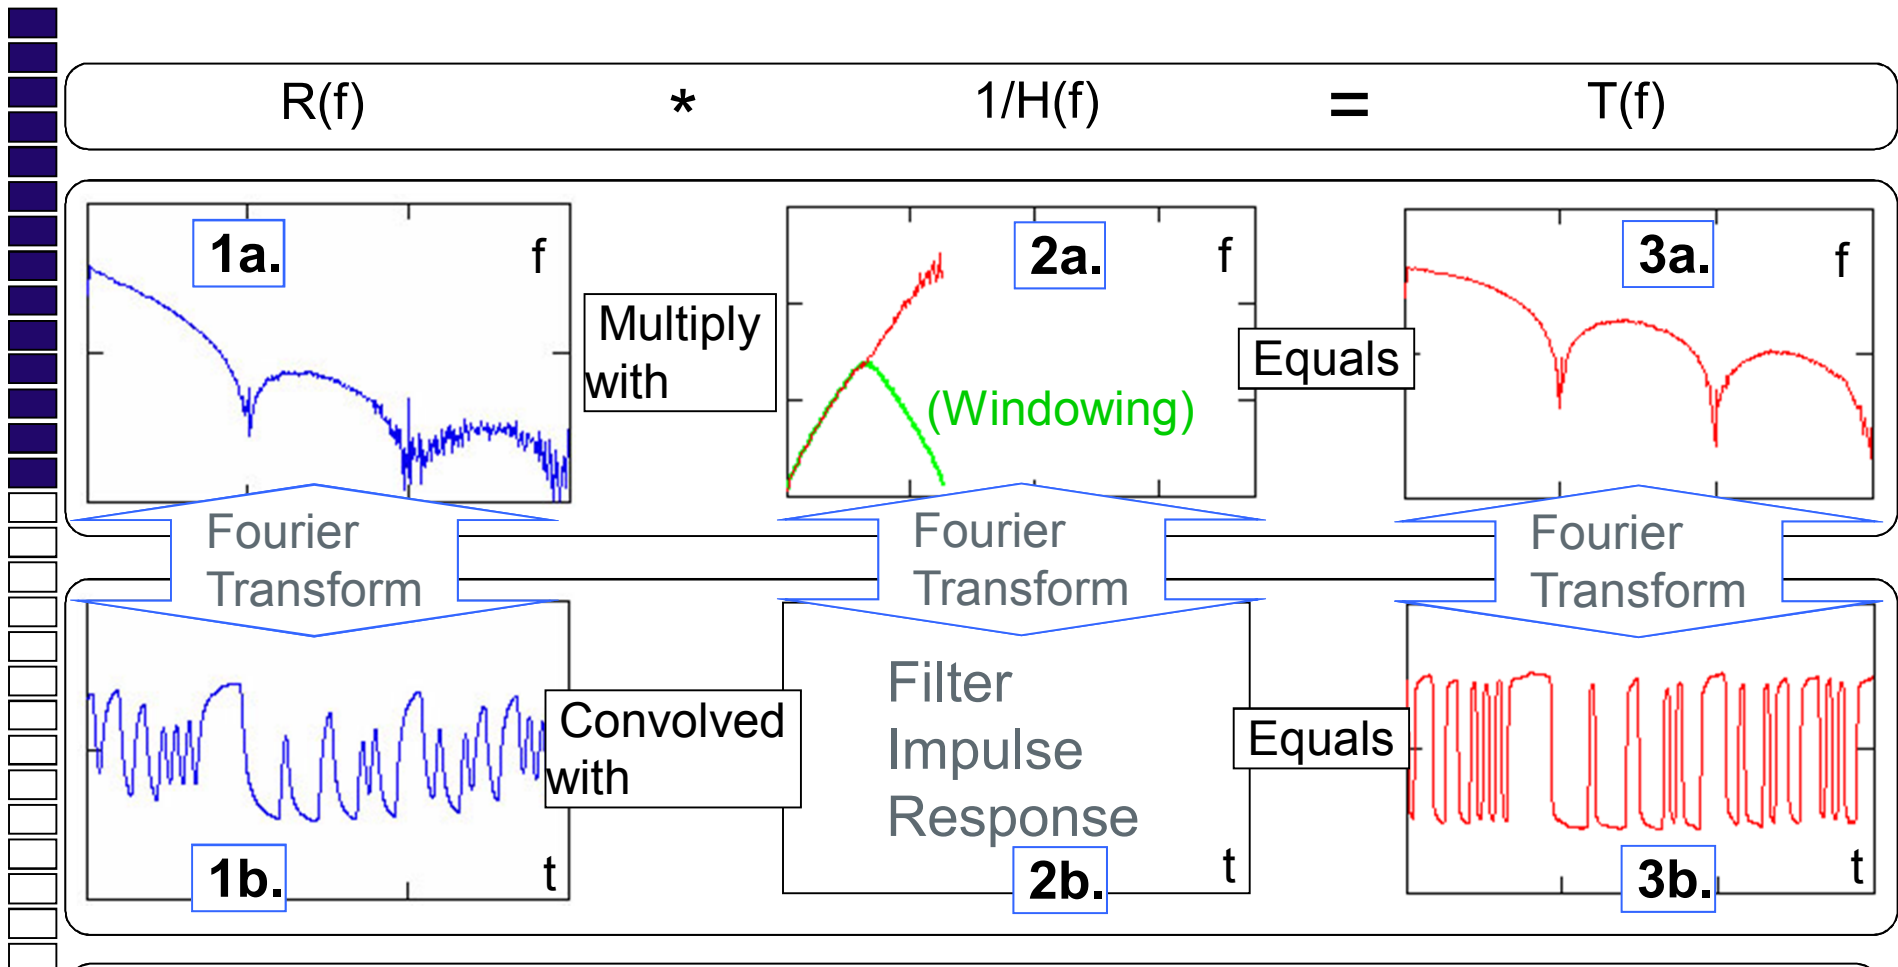 R(f) * 1/H(f) = T(f)
1a.
f
Multiply
with
2a.
f
(Windowing)
Equals
3a.
f
Fourier
Transform
Fourier
Transform
Fourier
Transform
1b.
t
Convolved
with
Filter
Impulse
Response
2b.
t
Equals
3b.
t